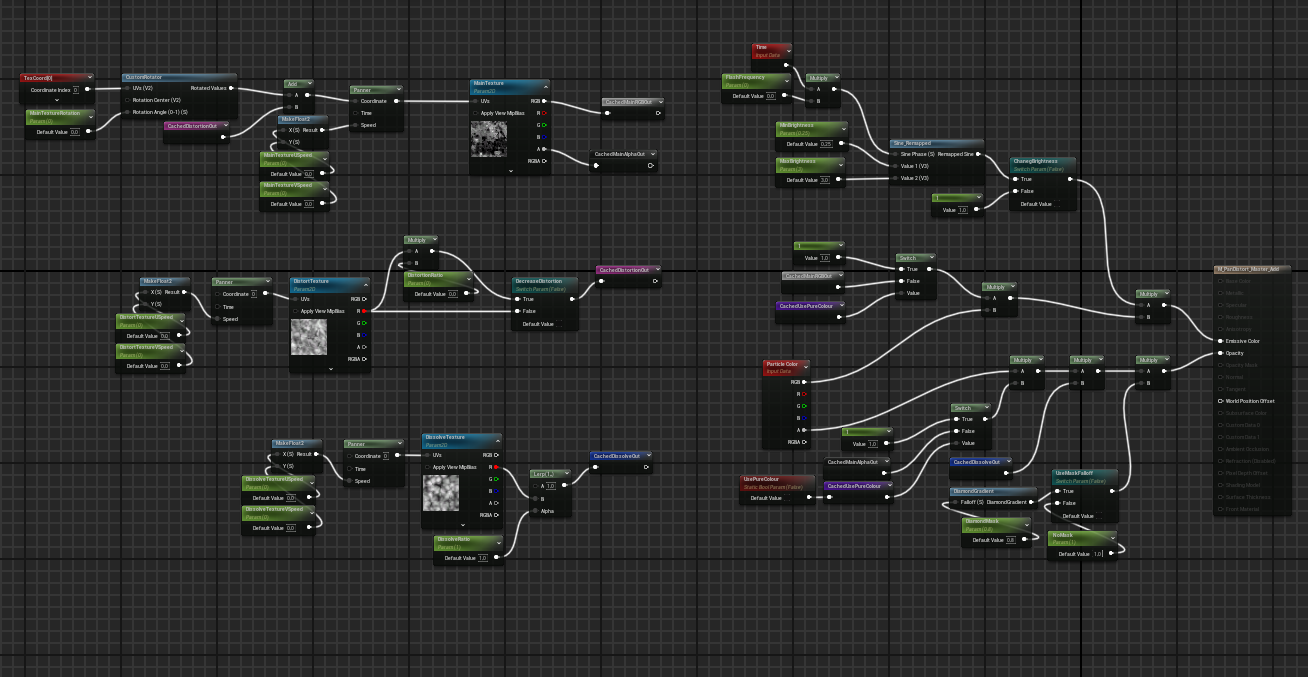 TexCoord[0]
Coordinate Index 0
MainTextureRotation
Param (0)
Default Value 0.0
CustomRotator
UVs (V2)
Rotated Values
Rotation Center (V2)
Rotation Angle (0-1) (S)
CachedDistortionOut
Add
A
B
MakeFloat2
X (S)
Result
Y (S)
MainTextureUSpeed
Param (0)
Default Value 0.0
MainTextureVSpeed
Param (0)
Default Value 0.0
Panner
Coordinate
Time
Speed
MainTexture
Param2D
UVs
RGB
Apply View MipBias
R
G
B
A
RGBA
CachedMainRGBOut
CachedMainAlphaOut
MakeFloat2
X (S)
Result
Y (S)
DistortTextureUSpeed
Param (0)
Default Value 0.0
DistortTextureVSpeed
Param (0)
Default Value 0.0
Panner
Coordinate 0
Time
Speed
DistortTexture
Param2D
UVs
RGB
Apply View MipBias
R
G
B
A
RGBA
Multiply
A
B
DistortionRatio
Param (0)
Default Value 0.0
DecreaseDistortion
Switch Param (False)
True
False
Default Value
CachedDistortionOut
MakeFloat2
X (S)
Result
Y (S)
DissolveTextureUSpeed
Param (0)
Default Value 0.0
DissolveTextureVSpeed
Param (0)
Default Value 0.0
Panner
Coordinate 0
Time
Speed
DissolveTexture
Param2D
UVs
RGB
Apply View MipBias
R
G
B
A
RGBA
DissolveRatio
Param (1)
Default Value 1.0
A 1.0
B
Alpha
CachedDissolveOut
Time
Input Data
FlashFrequency
Param (0)
Default Value 0.0
Multiply
A
B
MinBrightness
Param (0.25)
Default Value 0.25
MaxBrightness
Param (3)
Default Value 3.0
Sine_Remapped
Sine Phase (S)
Remapped Sine
Value 1 (V3)
Value 2 (V3)
1
Value 1.0
ChanegBrightness
Switch Param (False)
True
False
Default Value
1
Value 1.0
CachedMainRGBOut
CachedUsePureColour
Switch
True
False
Value
Multiply
A
B
Multiply
A
B
Particle Color
Input Data
RGB
R
G
B
A
RGBA
1
Value 1.0
CachedMainAlphaOut
UsePureColour
Static Bool Param (False)
Default Value
CachedUsePureColour
Switch
True
False
Value
CachedDissolveOut
Multiply
A
B
Multiply
A
B
Multiply
A
B
DiamondGradient
Falloff (S)
DiamondGradient
DiamondMask
Param (0.8)
Default Value 0.8
UseMaskFalloff
Switch Param (False)
True
False
Default Value
NoMask
Param (1)
Default Value 1.0
M_PanDistort_Master_Add
Base Color
Metallic
Specular
Roughness
Anisotropy
Emissive Color
Opacity
Opacity Mask
Normal
Tangent
World Position Offset
Subsurface Color
Custom Data 0
Custom Data 1
Ambient Occlusion
Refraction (Disabled)
Pixel Depth Offset
Shading Model
Surface Thickness
Front Material